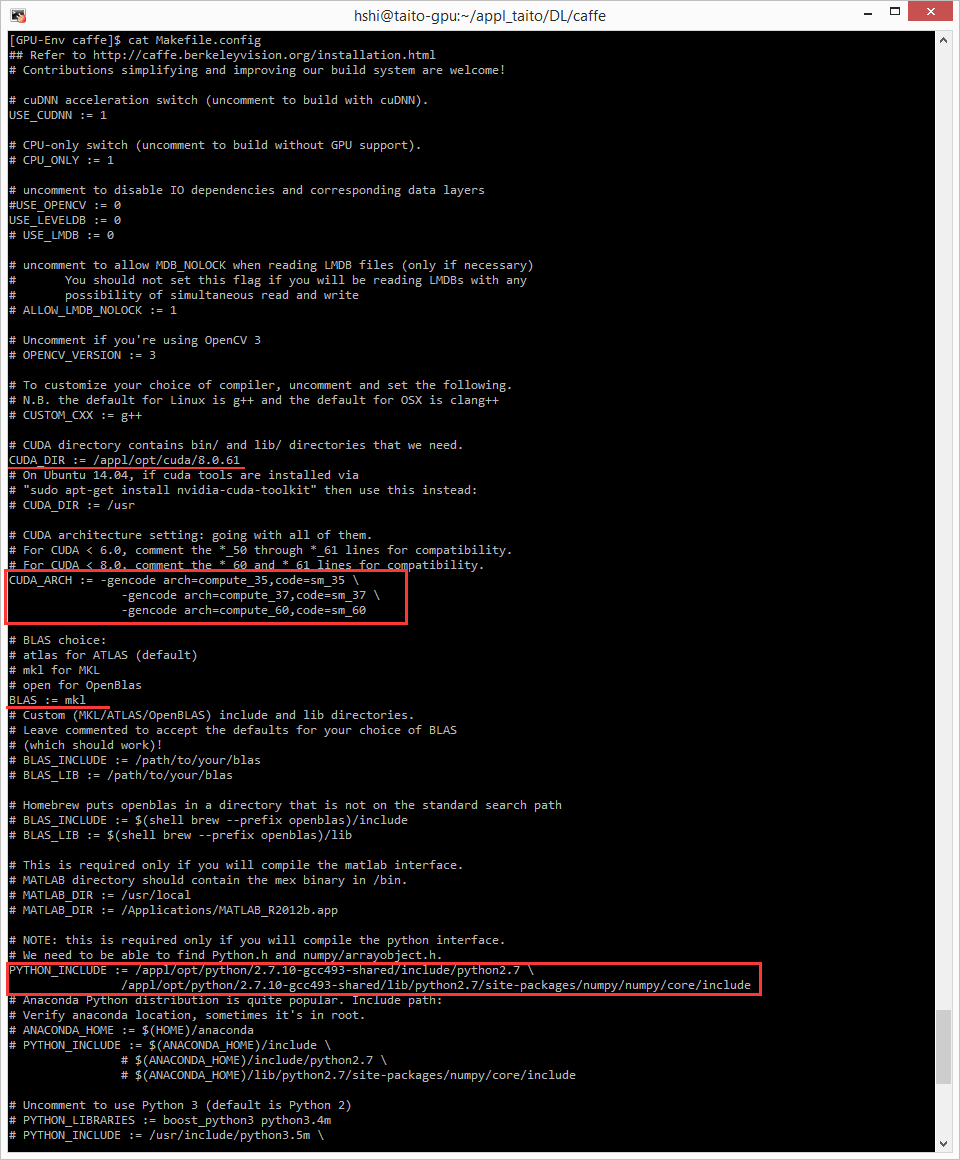 hshi@taito-gpu:~/appl_taito/DL/caffe
[GPU-Env caffe]$ cat Makefile.config
## Refer to http://caffe.berkeleyvision.org/installation.html
# Contributions simplifying and improving our build system are welcome!
# cuDNN acceleration switch (uncomment to build with cuDNN).
USE_CUDNN := 1
# CPU-only switch (uncomment to build without GPU support).
# CPU_ONLY := 1
# uncomment to disable IO dependencies and corresponding data layers
#USE_OPENCV := 0
USE_LEVELDB := 0
# USE_LMDB := 0
# uncomment to allow MDB_NOLOCK when reading LMDB files (only if necessary)
#       You should not set this flag if you will be reading LMDBs with any
#       possibility of simultaneous read and write
# ALLOW_LMDB_NOLOCK := 1
# Uncomment if you're using OpenCV 3
# OPENCV_VERSION := 3
# To customize your choice of compiler, uncomment and set the following.
# N.B. the default for Linux is g++ and the default for OSX is clang++
# CUSTOM_CXX := g++
# CUDA directory contains bin/ and lib/ directories that we need.
CUDA_DIR := /appl/opt/cuda/8.0.61
# On Ubuntu 14.04, if cuda tools are installed via
# "sudo apt-get install nvidia-cuda-toolkit" then use this instead:
# CUDA_DIR := /usr
# CUDA architecture setting: going with all of them.
# For CUDA < 6.0, comment the *_50 through *_61 lines for compatibility.
# For CUDA < 8.0, comment the *_60 and *_61 lines for compatibility.
CUDA_ARCH := -gencode arch=compute_35,code=sm_35 \
                -gencode arch=compute_37,code=sm_37 \
                -gencode arch=compute_60,code=sm_60
# BLAS choice:
# atlas for ATLAS (default)
# mkl for MKL
# open for OpenBlas
BLAS := mkl
# Custom (MKL/ATLAS/OpenBLAS) include and lib directories.
# Leave commented to accept the defaults for your choice of BLAS
# (which should work)!
# BLAS_INCLUDE := /path/to/your/blas
# BLAS_LIB := /path/to/your/blas
# Homebrew puts openblas in a directory that is not on the standard search path
# BLAS_INCLUDE := $(shell brew --prefix openblas)/include
# BLAS_LIB := $(shell brew --prefix openblas)/lib
# This is required only if you will compile the matlab interface.
# MATLAB directory should contain the mex binary in /bin.
# MATLAB_DIR := /usr/local
# MATLAB_DIR := /Applications/MATLAB_R2012b.app
# NOTE: this is required only if you will compile the python interface.
# We need to be able to find Python.h and numpy/arrayobject.h.
PYTHON_INCLUDE := /appl/opt/python/2.7.10-gcc493-shared/include/python2.7 \
                /appl/opt/python/2.7.10-gcc493-shared/lib/python2.7/site-packages/numpy/numpy/core/include
# Anaconda Python distribution is quite popular. Include path:
# Verify anaconda location, sometimes it's in root.
# ANACONDA_HOME := $(HOME)/anaconda
# PYTHON_INCLUDE := $(ANACONDA_HOME)/include \
                # $(ANACONDA_HOME)/include/python2.7 \
                # $(ANACONDA_HOME)/lib/python2.7/site-packages/numpy/core/include
# Uncomment to use Python 3 (default is Python 2)
# PYTHON_LIBRARIES := boost_python3 python3.4m
# PYTHON_INCLUDE := /usr/include/python3.5m \